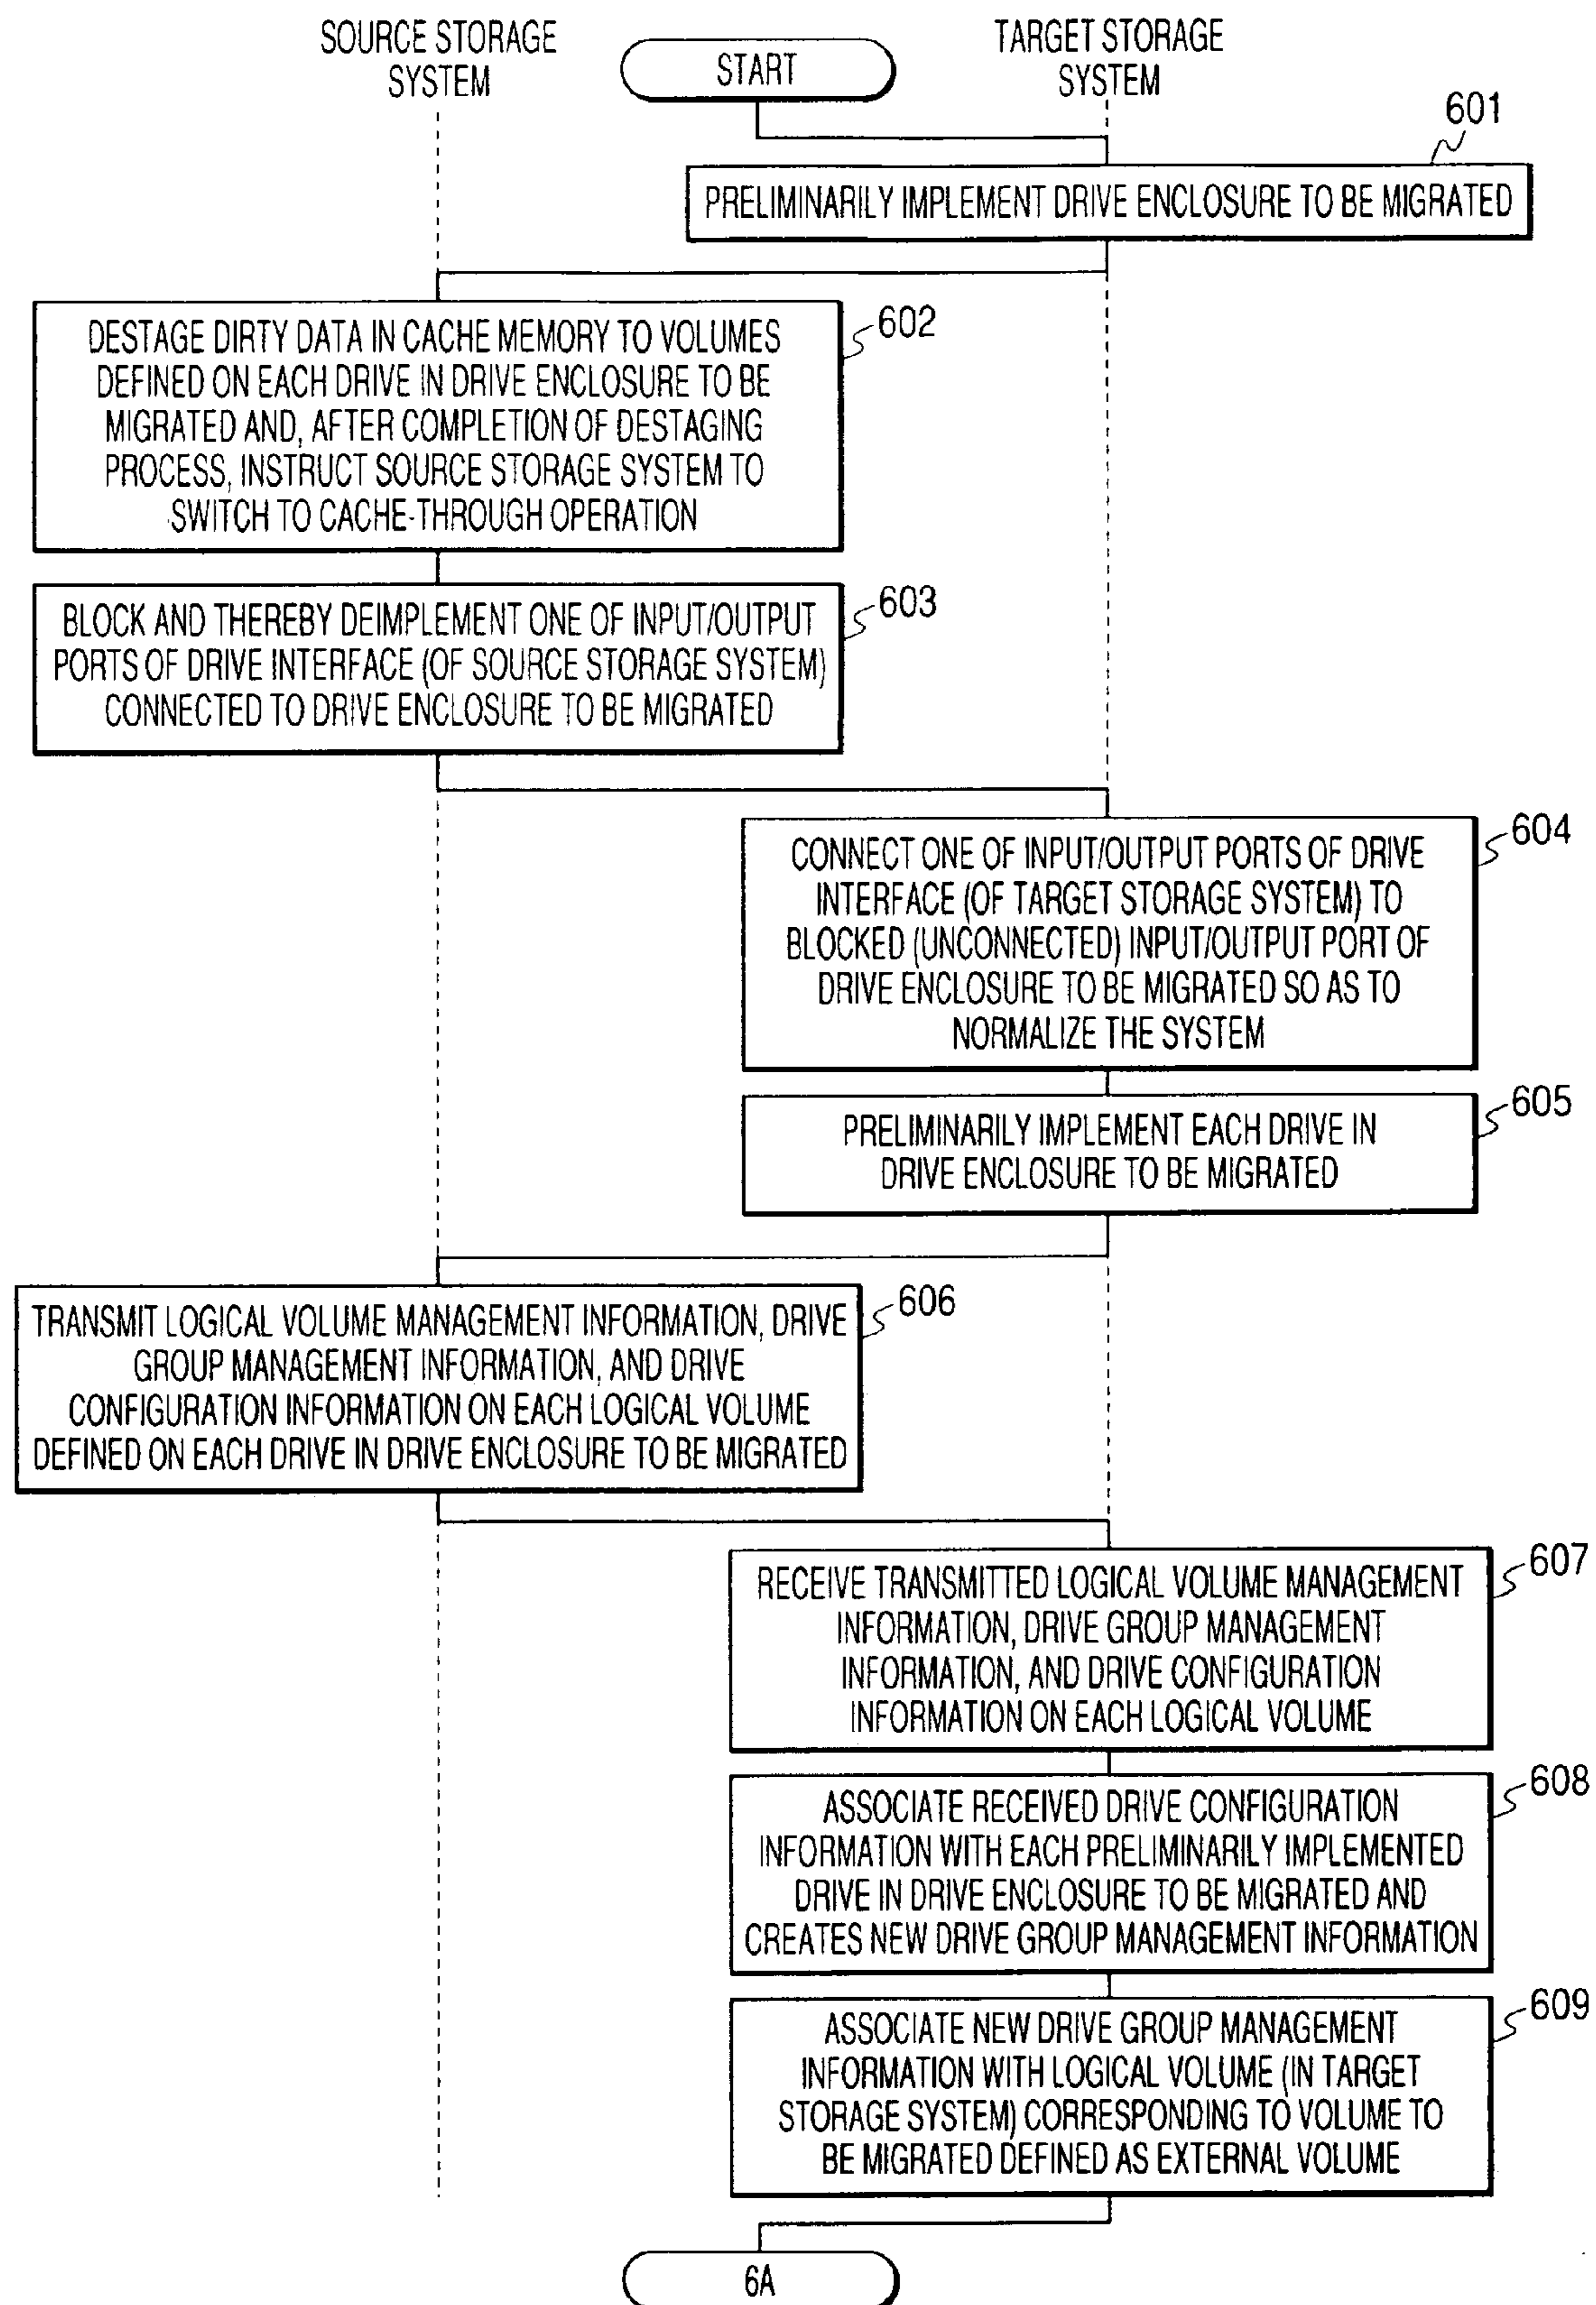 SOURCE STORAGE
SYSTEM
START
TARGET STORAGE
SYSTEM
601
PRELIMINARILY IMPLEMENT DRIVE ENCLOSURE TO BE MIGRATED
602
DESTAGE DIRTY DATA IN CACHE MEMORY TO VOLUMES
DEFINED ON EACH DRIVE IN DRIVE ENCLOSURE TO BE
MIGRATED AND, AFTER COMPLETION OF DESTAGING
PROCESS, INSTRUCT SOURCE STORAGE SYSTEM TO
SWITCH TO CACHE-THROUGH OPERATION
603
BLOCK AND THEREBY DEIMPLEMENT ONE OF INPUT/OUTPUT
PORTS OF DRIVE INTERFACE (OF SOURCE STORAGE SYSTEM)
CONNECTED TO DRIVE ENCLOSURE TO BE MIGRATED
604
CONNECT ONE OF INPUT/OUTPUT PORTS OF DRIVE
INTERFACE (OF TARGET STORAGE SYSTEM) TO
BLOCKED (UNCONNECTED) INPUT/OUTPUT PORT OF
DRIVE ENCLOSURE TO BE MIGRATED SO AS TO
NORMALIZE THE SYSTEM
605
PRELIMINARILY IMPLEMENT EACH DRIVE IN
DRIVE ENCLOSURE TO BE MIGRATED
606
TRANSMIT LOGICAL VOLUME MANAGEMENT INFORMATION, DRIVE
GROUP MANAGEMENT INFORMATION, AND DRIVE
CONFIGURATION INFORMATION ON EACH LOGICAL VOLUME
DEFINED ON EACH DRIVE IN DRIVE ENCLOSURE TO BE MIGRATED
607
RECEIVE TRANSMITTED LOGICAL VOLUME MANAGEMENT
INFORMATION, DRIVE GROUP MANAGEMENT
INFORMATION, AND DRIVE CONFIGURATION
INFORMATION ON EACH LOGICAL VOLUME
608
ASSOCIATE RECEIVED DRIVE CONFIGURATION
INFORMATION WITH EACH PRELIMINARILY IMPLEMENTED
DRIVE IN DRIVE ENCLOSURE TO BE MIGRATED AND
CREATES NEW DRIVE GROUP MANAGEMENT INFORMATION
609
ASSOCIATE NEW DRIVE GROUP MANAGEMENT
INFORMATION WITH LOGICAL VOLUME (IN TARGET
STORAGE SYSTEM) CORRESPONDING TO VOLUME TO
BE MIGRATED DEFINED AS EXTERNAL VOLUME
6A